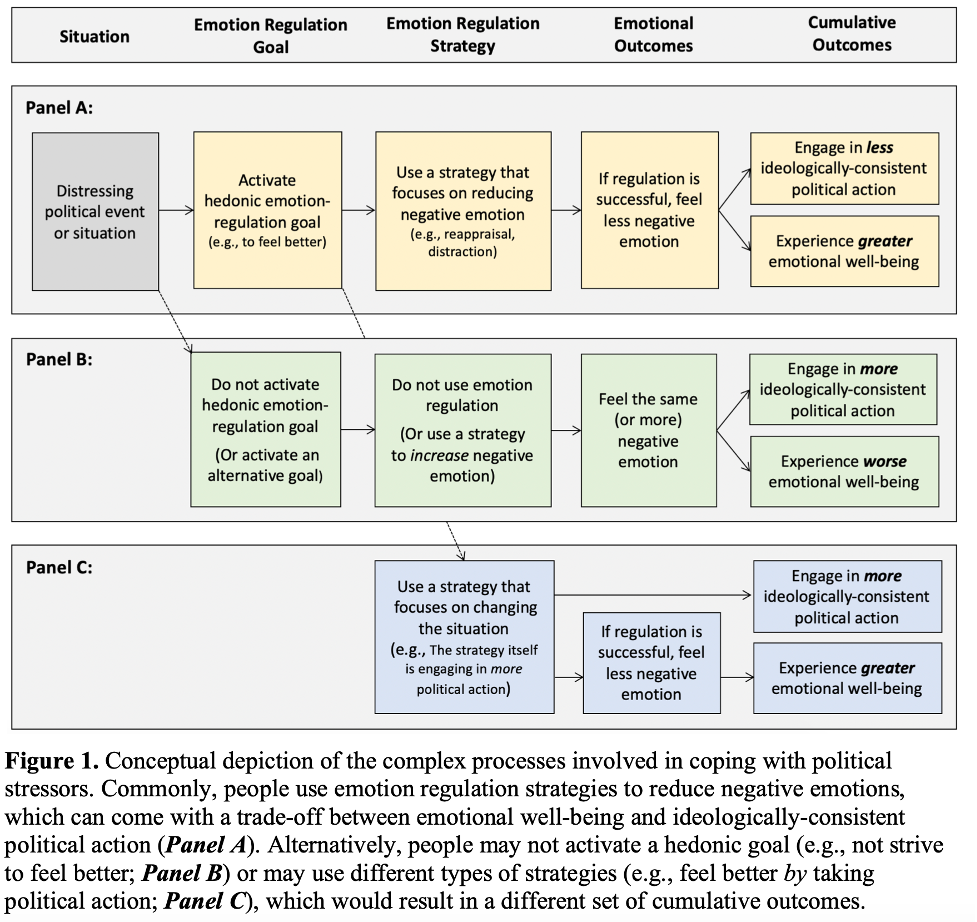 Situation
Emotion Regulation
Goal
Emotion Regulation
Strategy
Emotional
Outcomes
Cumulative
Outcomes
Panel A:
Distressing
political event
or situation
Activate
hedonic emotion-
regulation goal
(e.g., to feel better)
Use a strategy that
focuses on reducing
negative emotion
(e.g., reappraisal,
distraction)
If regulation is
successful, feel
less negative
emotion
Engage in less
ideologically-consistent
political action
Experience greater
emotional well-being
Panel B:
Do not activate
hedonic emotion-
regulation goal
(Or activate an
alternative goal)
Do not use emotion
regulation
(Or use a strategy
to increase negative
emotion)
Feel the same
(or more)
negative
emotion
Engage in more
ideologically-consistent
political action
Experience worse
emotional well-being
Panel C:
Use a strategy that
focuses on changing
the situation
(e.g., The strategy itself
is engaging in more
political action)
If regulation is
successful, feel
less negative
emotion
Engage in more
ideologically-consistent
political action
Experience greater
emotional well-being
Figure 1. Conceptual depiction of the complex processes involved in coping with political
stressors. Commonly, people use emotion regulation strategies to reduce negative emotions,
which can come with a trade-off between emotional well-being and ideologically-consistent
political action (Panel A). Alternatively, people may not activate a hedonic goal (e.g., not strive
to feel better; Panel B) or may use different types of strategies (e.g., feel better by taking
political action; Panel C), which would result in a different set of cumulative outcomes.